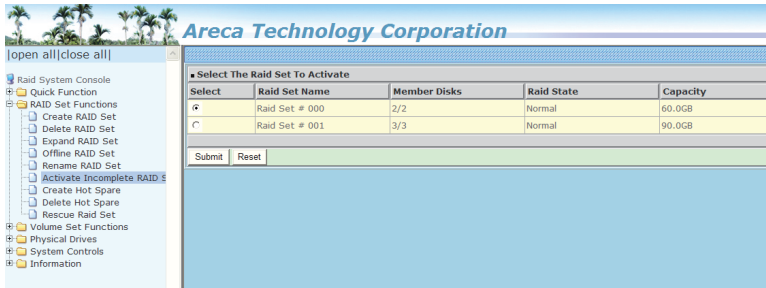 Areca Technology Corporation
|open all|close all|
Raid System Console
Quick Function
RAID Set Functions
Create RAID Set
Delete RAID Set
Expand RAID Set
Offline RAID Set
Rename RAID Set
Activate Incomplete RAID S
Create Hot Spare
Delete Hot Spare
Rescue Raid Set
Volume Set Functions
Physical Drives
System Controls
Information
Select The Raid Set To Activate
Select Raid Set Name Member Disks Raid State Capacity
Raid Set # 000 2/2 Normal 60.0GB
Raid Set # 001 3/3 Normal 90.0GB
Submit Reset